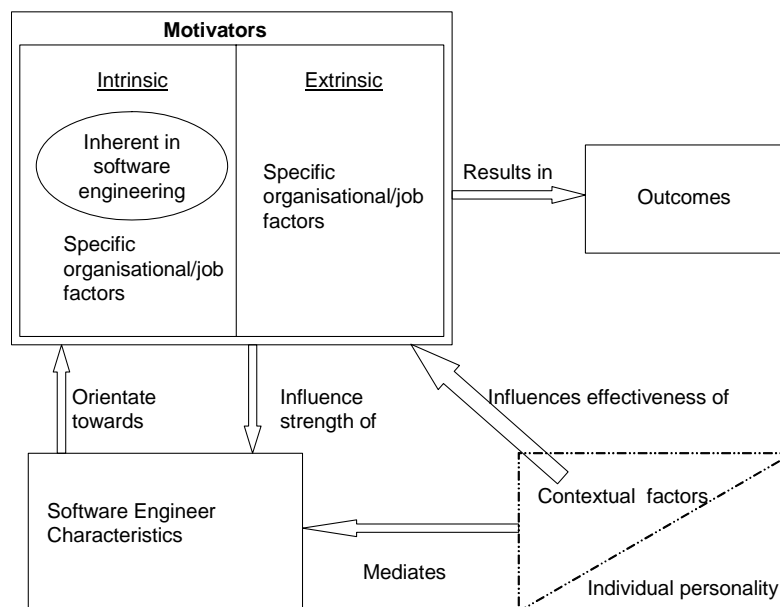 Motivators
Intrinsic
Inherent in
software
engineering
Specific
organisational/job
factors
Extrinsic
Specific
organisational/job
factors
Results in
Outcomes
Orientate
towards
Influence
strength of
Influences effectiveness of
Software Engineer
Characteristics
Mediates
Contextual factors
Individual personality